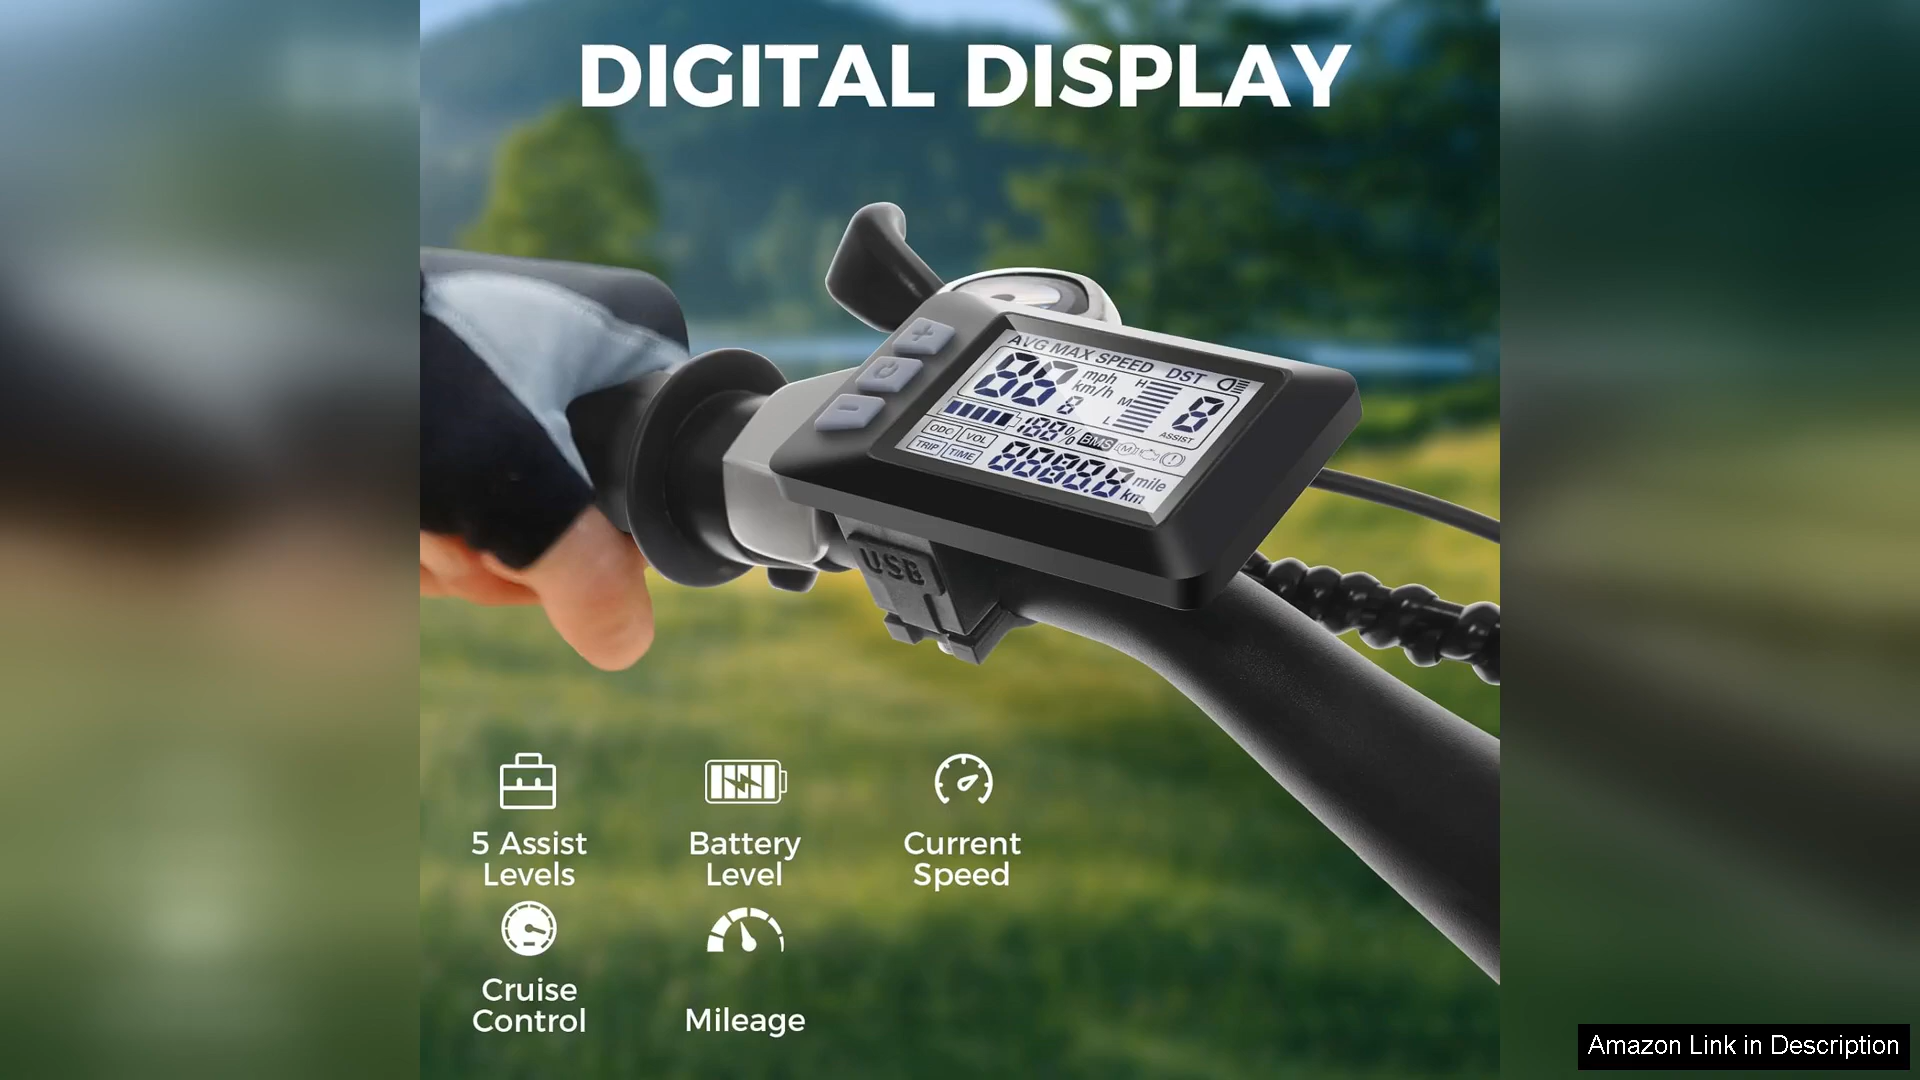 DIGITAL DISPLAY
AVG MAX SPEED DST
88 mph
km/h
8
H
M
L
8
ASSIST
188% BMS M
ODO VOL
TRIP TIME
8888.8 mile
km
USB
5 Assist
Levels
Battery
Level
Current
Speed
Cruise
Control
Mileage
Amazon Link in Description